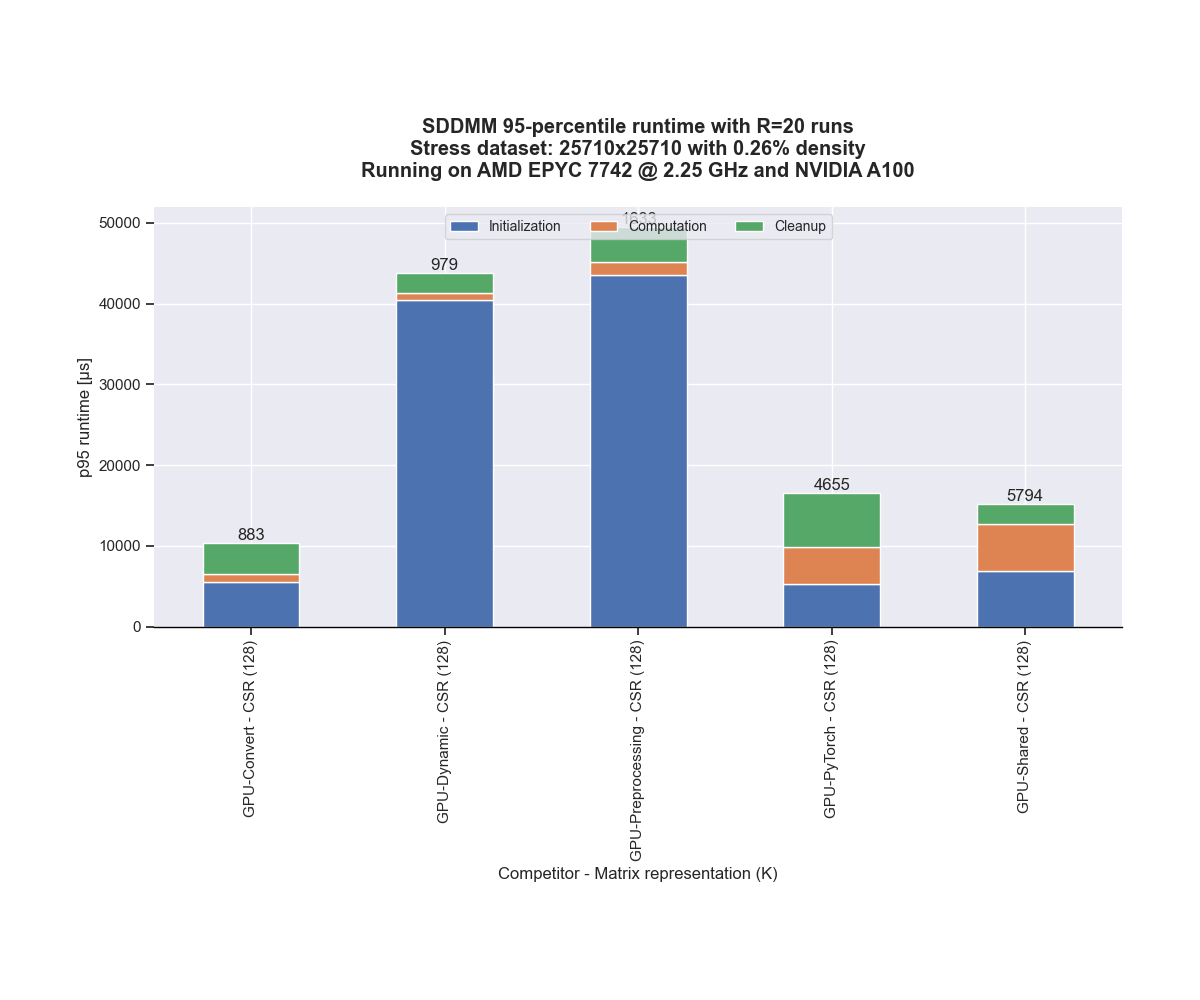 SDDMM 95-percentile runtime with R=20 runs
Stress dataset: 25710x25710 with 0.26% density
Running on AMD EPYC 7742 @ 2.25 GHz and NVIDIA A100
Initialization
Computation
Cleanup
p95 runtime [µs]
50000
40000
30000
20000
10000
0
883
979
4655
5794
GPU-Convert - CSR (128)
GPU-Dynamic - CSR (128)
GPU-Preprocessing - CSR (128)
GPU-PyTorch - CSR (128)
GPU-Shared - CSR (128)
Competitor - Matrix representation (K)